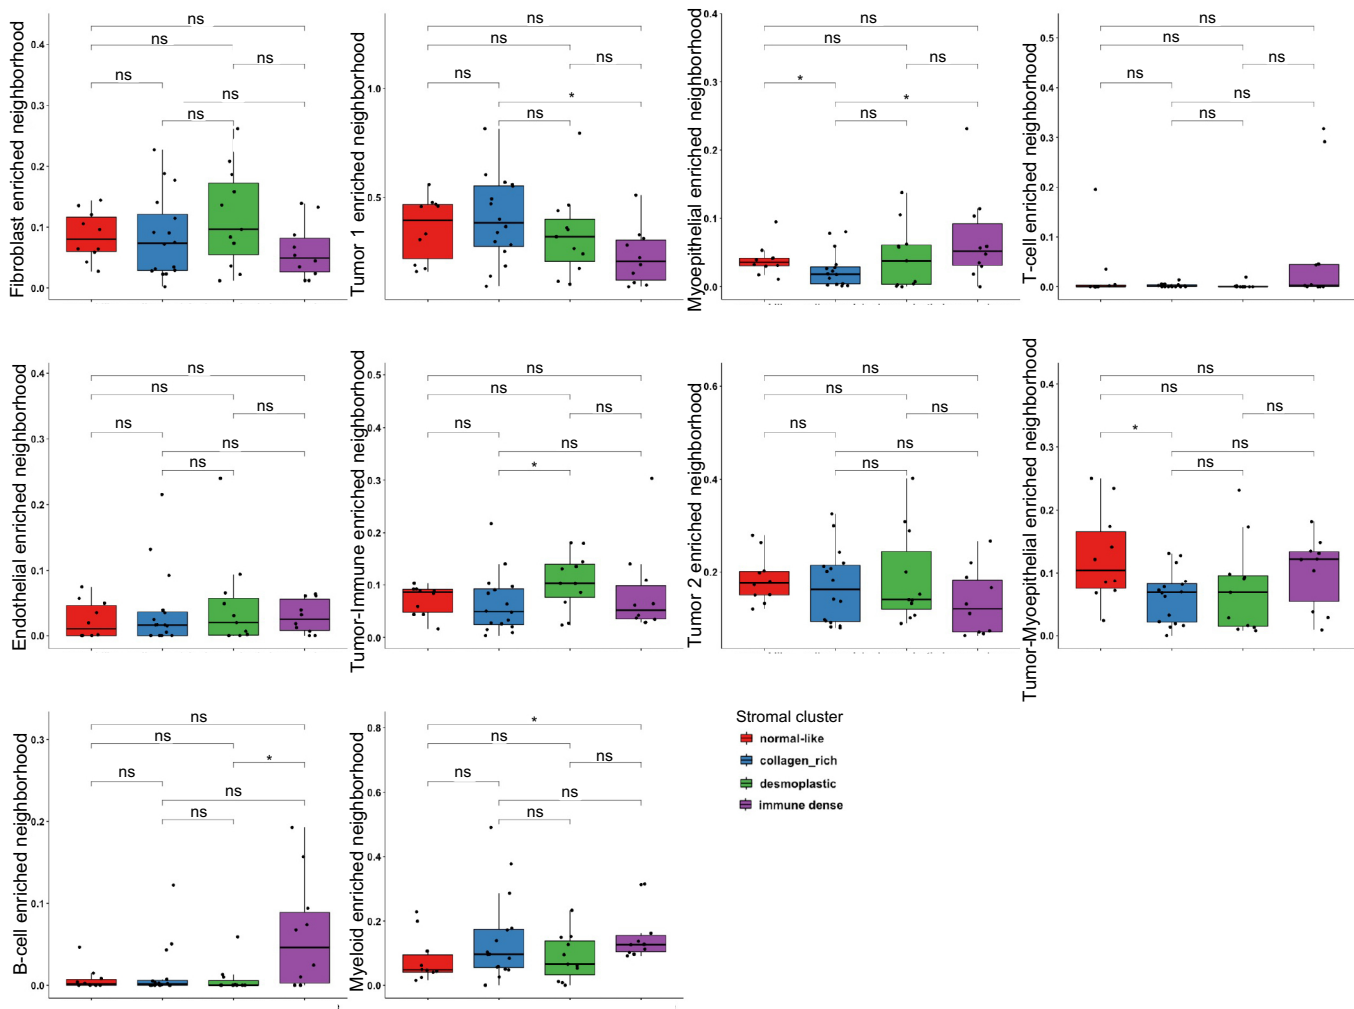 Fibroblast enriched neighborhood
0.4
0.3
0.2
0.1
0.0
ns
ns
ns
ns
ns
ns
Tumor 1 enriched neighborhood
1.0
0.5
ns
ns
ns
ns
*
ns
Myoepithelial enriched neighborhood
0.4
0.3
0.2
0.1
0.0
ns
ns
ns
*
*
ns
T-cell enriched neighborhood
0.5
0.4
0.3
0.2
0.1
0.0
ns
ns
ns
ns
ns
ns
Endothelial enriched neighborhood
0.4
0.3
0.2
0.1
0.0
ns
ns
ns
ns
ns
ns
Tumor-Immune enriched neighborhood
0.5
0.4
0.3
0.2
0.1
0.0
ns
ns
ns
ns
ns
*
Tumor 2 enriched neighborhood
0.6
0.4
0.2
ns
ns
ns
ns
ns
ns
Tumor-Myoepithelial enriched neighborhood
0.4
0.3
0.2
0.1
0.0
ns
ns
ns
*
ns
ns
B-cell enriched neighborhood
0.3
0.2
0.1
0.0
ns
ns
*
ns
ns
ns
Myeloid enriched neighborhood
0.8
0.6
0.4
0.2
0.0
*
ns
ns
ns
ns
ns
Stromal cluster
normal-like
collagen_rich
desmoplastic
immune dense